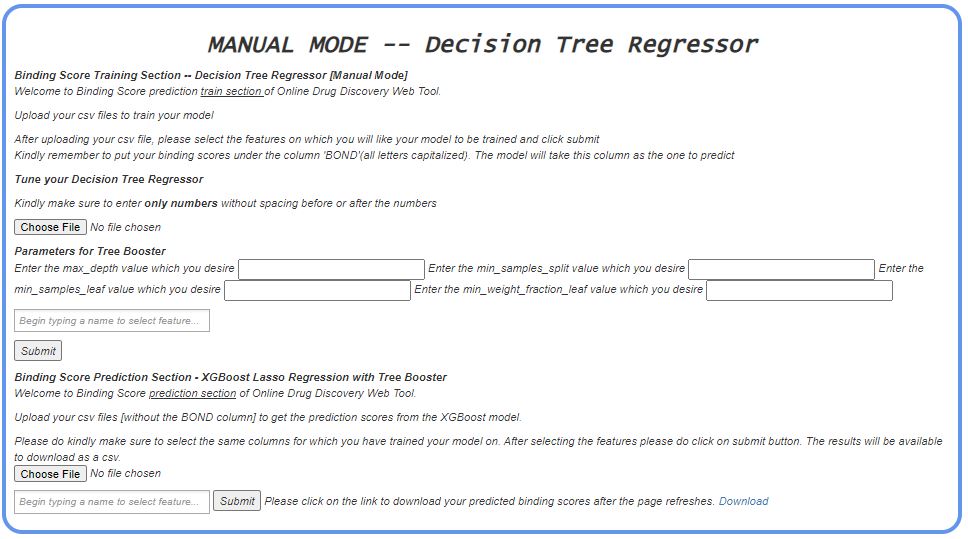 MANUAL MODE -- Decision Tree Regressor
Binding Score Training Section -- Decision Tree Regressor [Manual Mode]
Welcome to Binding Score prediction train section of Online Drug Discovery Web Tool.
Upload your csv files to train your model
After uploading your csv file, please select the features on which you will like your model to be trained and click submit
Kindly remember to put your binding scores under the column 'BOND'(all letters capitalized). The model will take this column as the one to predict
Tune your Decision Tree Regressor
Kindly make sure to enter only numbers without spacing before or after the numbers
Choose File No file chosen
Parameters for Tree Booster
Enter the max_depth value which you desire Enter the min_samples_split value which you desire Enter the
min_samples_leaf value which you desire Enter the min_weight_fraction_leaf value which you desire
Begin typing a name to select feature...
Submit
Binding Score Prediction Section - XGBoost Lasso Regression with Tree Booster
Welcome to Binding Score prediction section of Online Drug Discovery Web Tool.
Upload your csv files [without the BOND column] to get the prediction scores from the XGBoost model.
Please do kindly make sure to select the same columns for which you have trained your model on. After selecting the features please do click on submit button. The results will be available
to download as a csv.
Choose File No file chosen
Begin typing a name to select feature... Submit Please click on the link to download your predicted binding scores after the page refreshes. Download